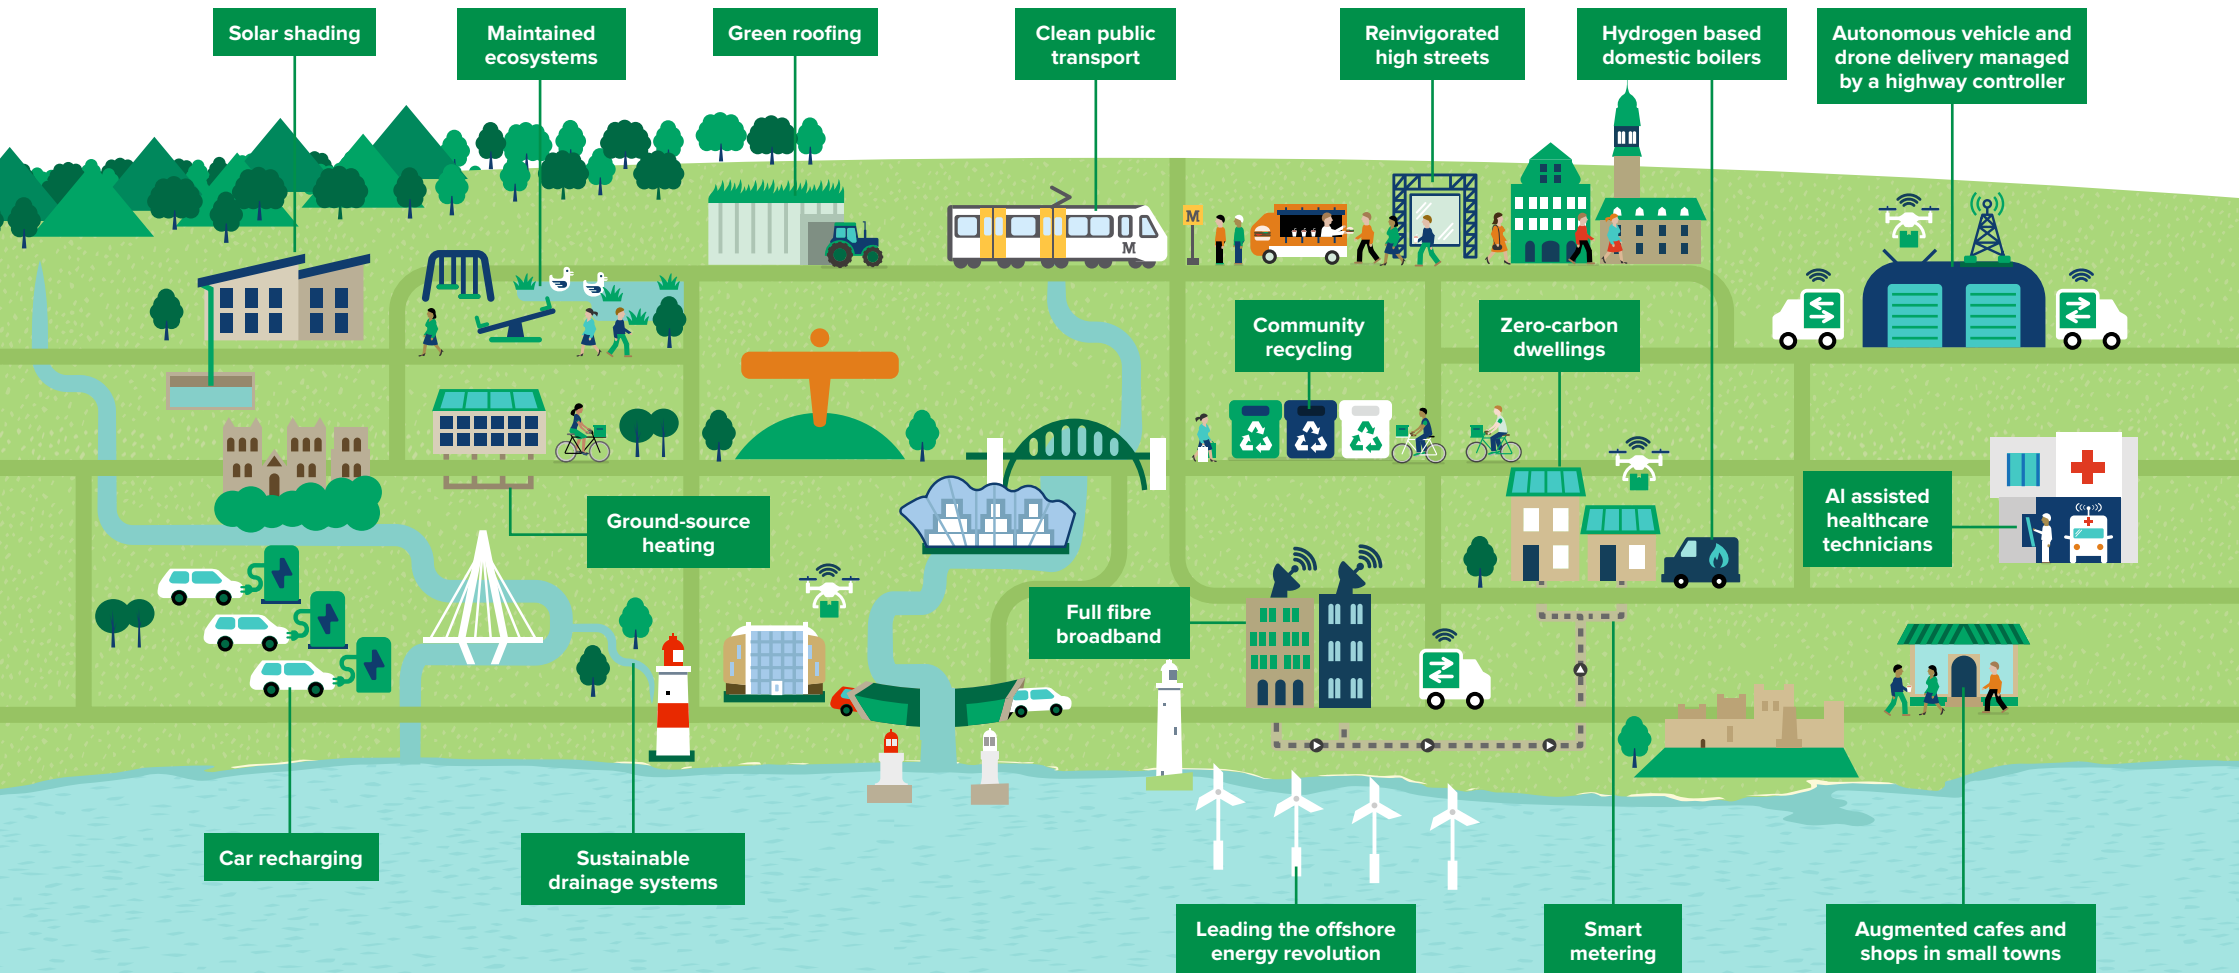 Solar shading
Maintained
ecosystems
Green roofing
Clean public
transport
Reinvigorated
high streets
Hydrogen based
domestic boilers
Autonomous vehicle and
drone delivery managed
by a highway controller
M
M
Community
recycling
Zero-carbon
dwellings
Ground-source
heating
AI assisted
healthcare
technicians
Full fibre
broadband
Car recharging
Sustainable
drainage systems
Leading the offshore
energy revolution
Smart
metering
Augmented cafes and
shops in small towns